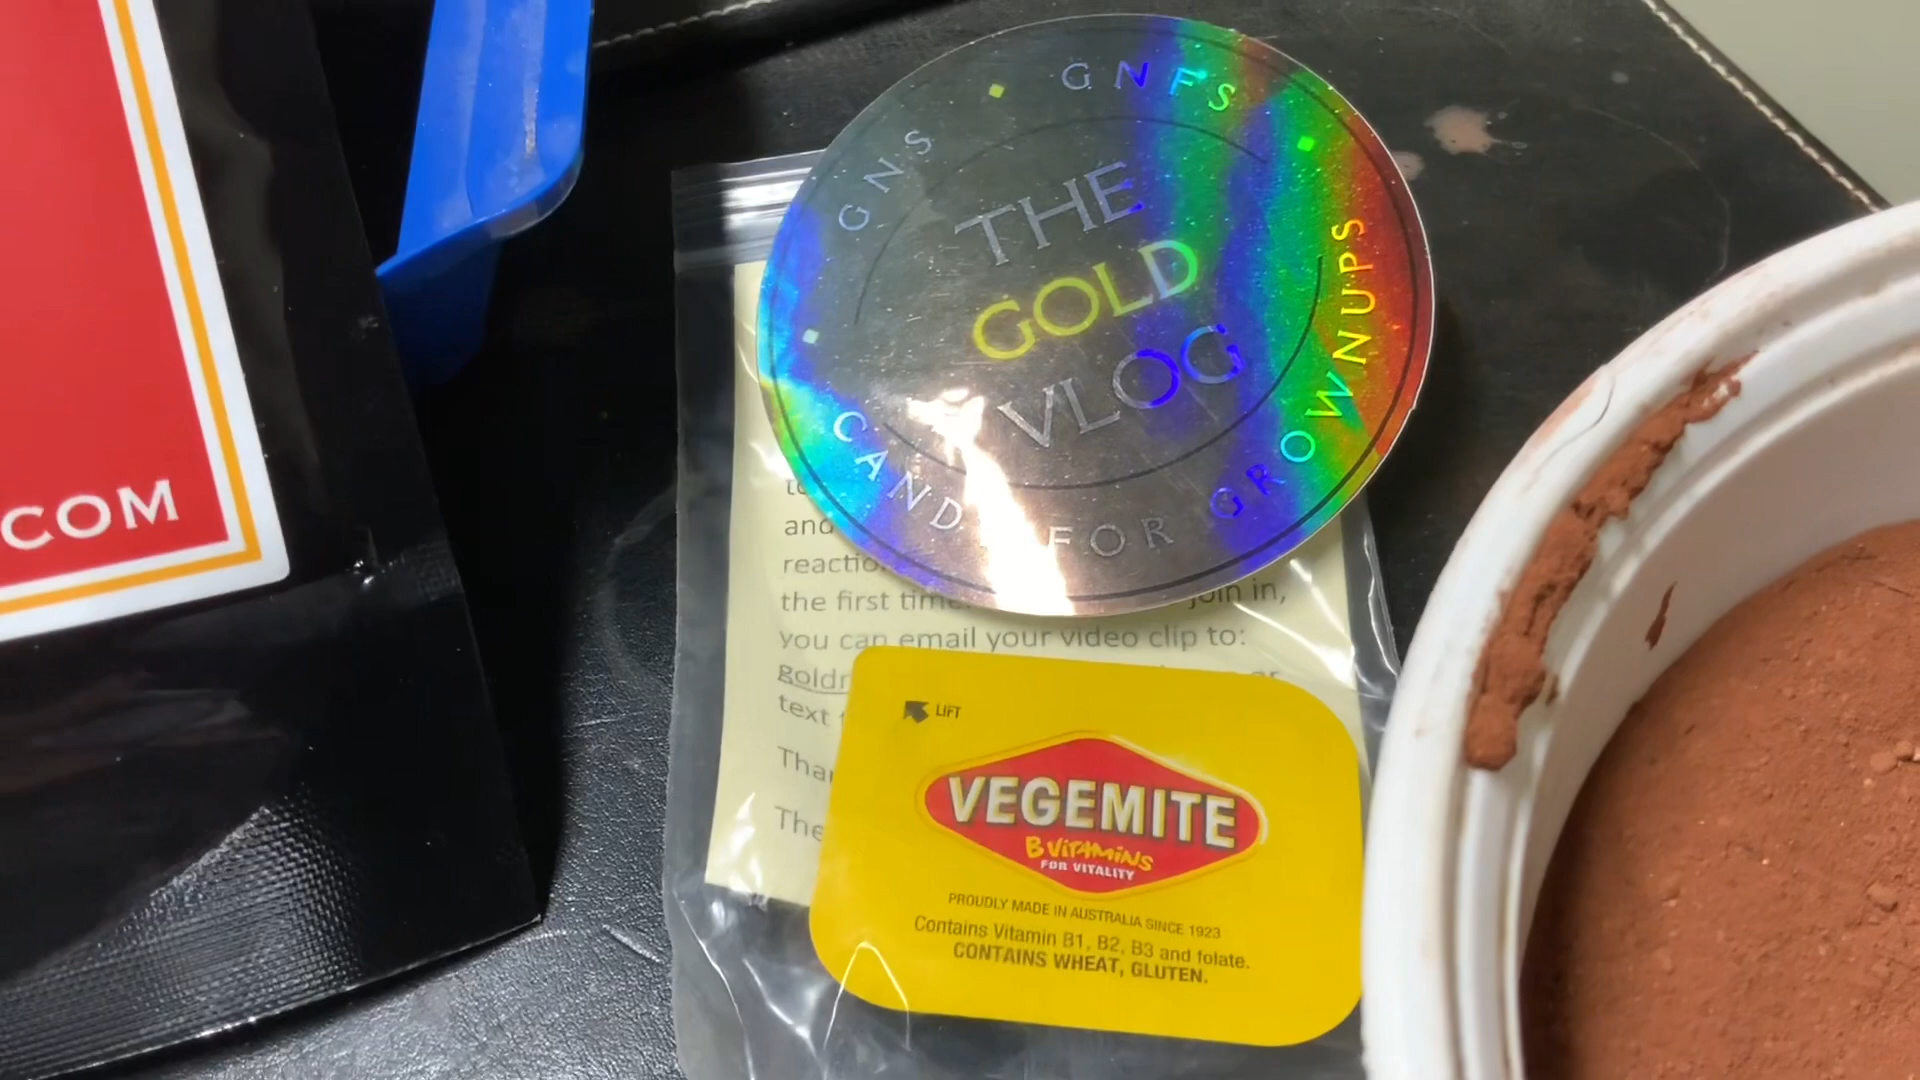 .COM
GNS • GNFS
THE
GOLD
VLOG
CANDY FOR GROWNUPS
and
reactio
the first time. join in,
you can email your video clip to:
text
LIFT
VEGEMITE
B VITAMINS
FOR VITALITY
PROUDLY MADE IN AUSTRALIA SINCE 1923
Contains Vitamin B1, B2, B3 and folate.
CONTAINS WHEAT, GLUTEN.